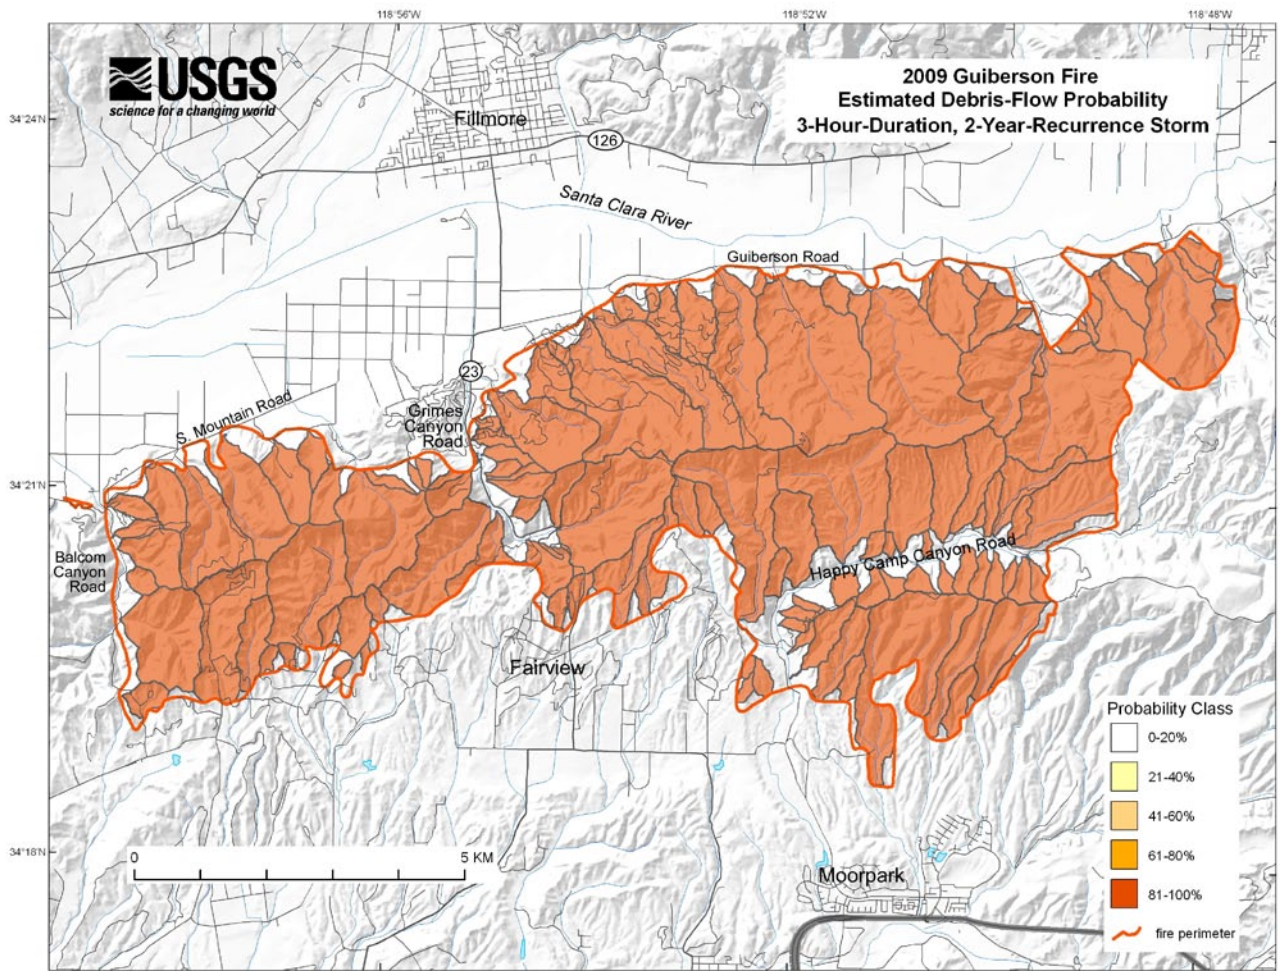 118°56'W
118°52'W
118°48'W
USGS
science for a changing world
2009 Guiberson Fire
Estimated Debris-Flow Probability
3-Hour-Duration, 2-Year-Recurrence Storm
34°24'N
Fillmore
126
Santa Clara River
Guiberson Road
23
S. Mountain Road
Grimes
Canyon
Road
34°21'N
Balcom
Canyon
Road
Happy Camp Canyon Road
Fairview
Probability Class
0-20%
21-40%
41-60%
61-80%
81-100%
fire perimeter
34°18'N
0
5 KM
Moorpark